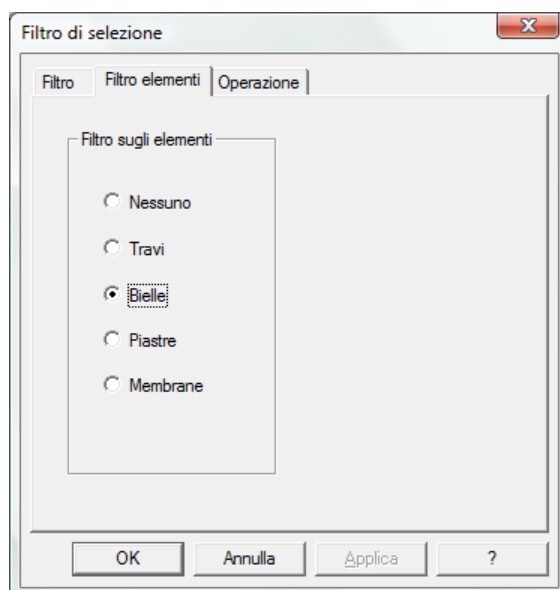 Filtro di selezione
Filtro Filtro elementi Operazione
Filtro sugli elementi
Nessuno
Travi
Bielle
Piastre
Membrane
OK Annulla Applica ?